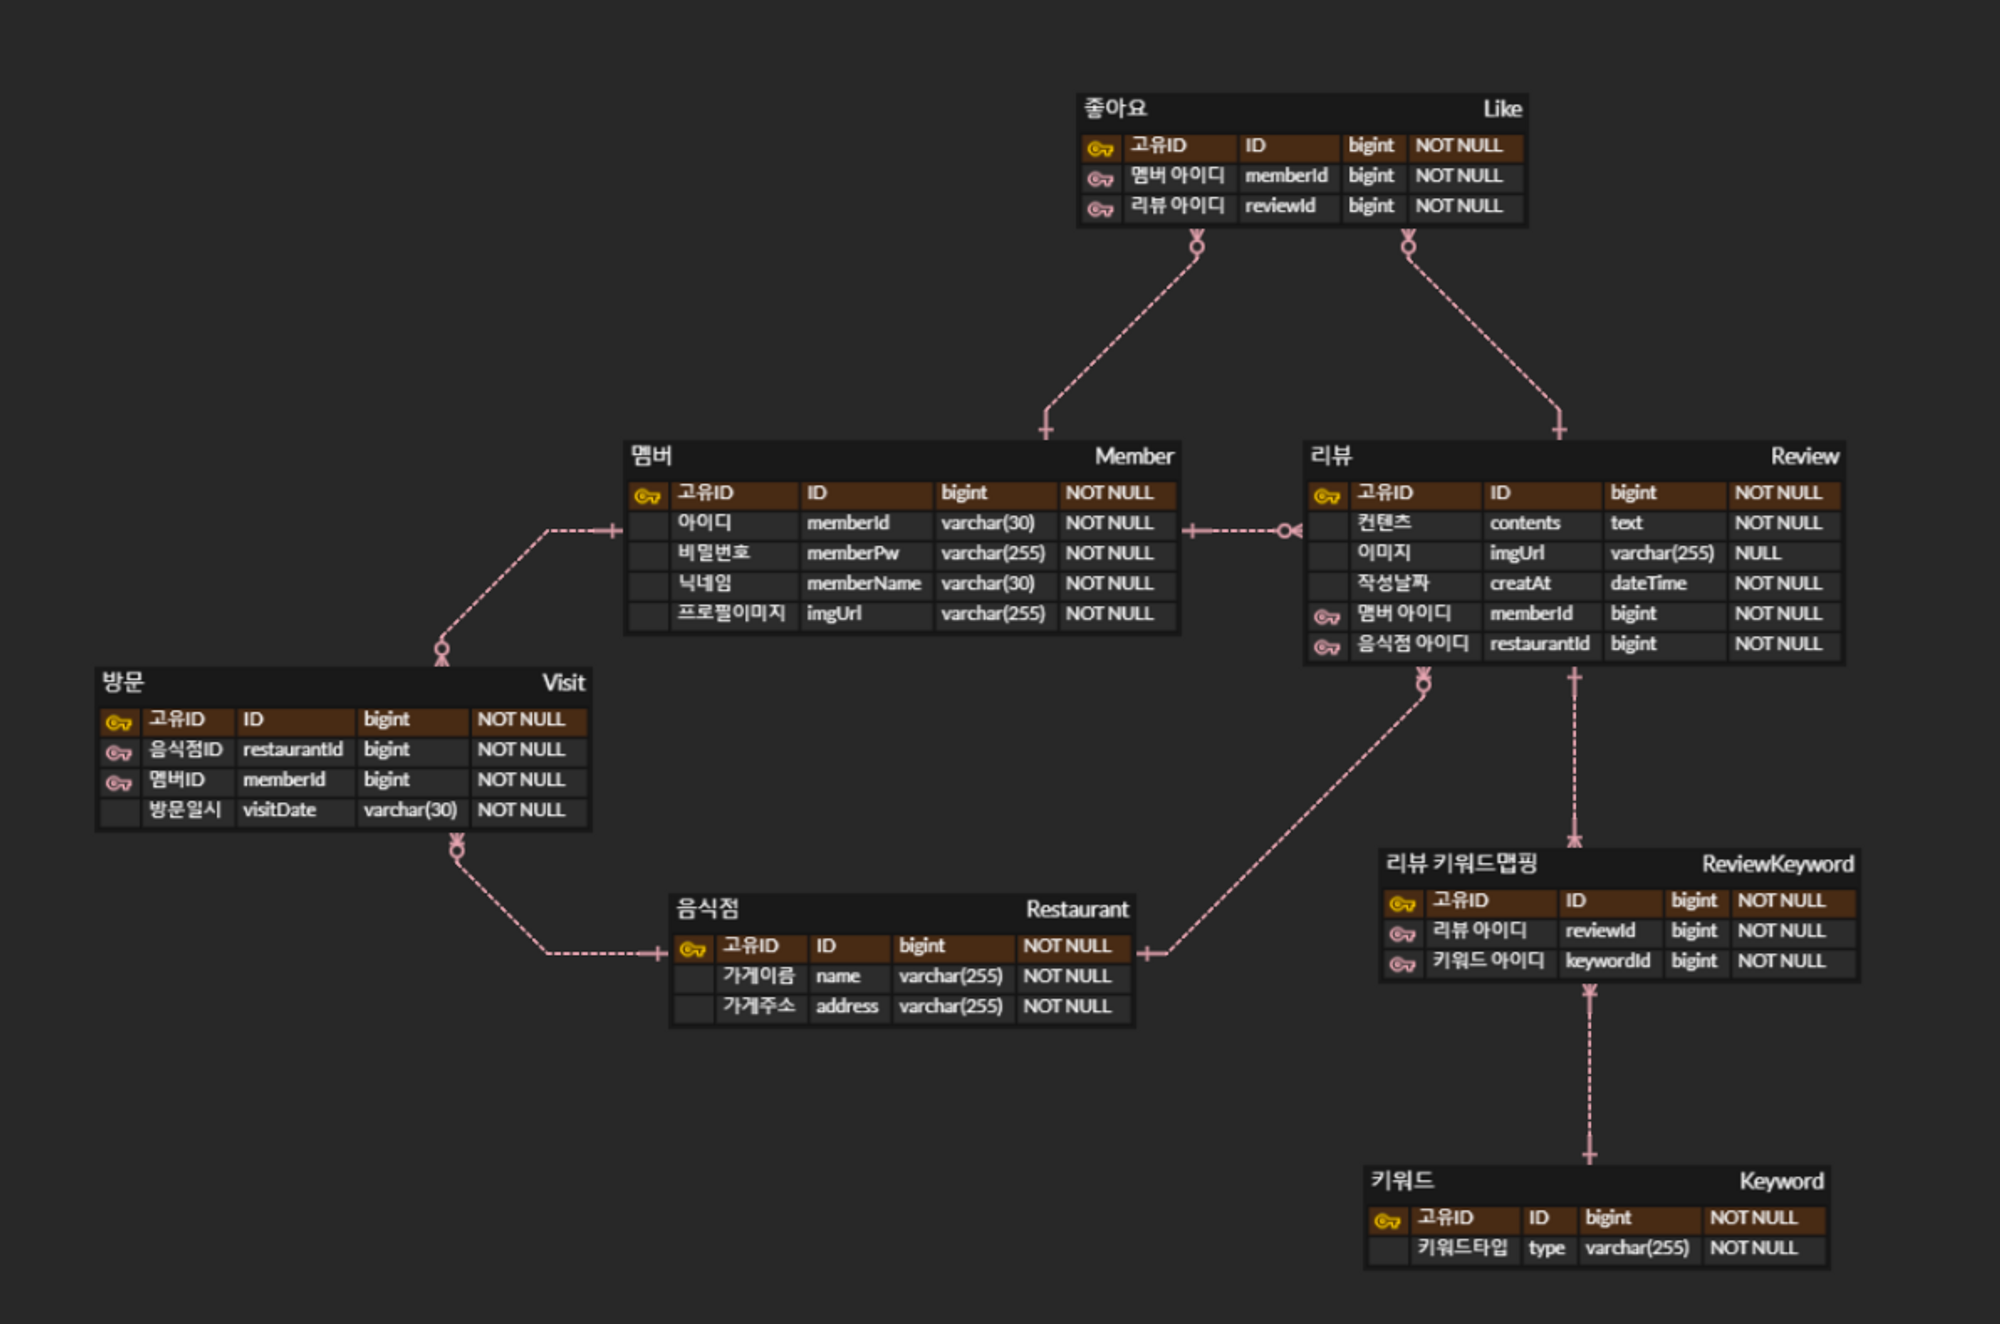 좋아요 Like
고유ID ID bigint NOT NULL
멤버 아이디 memberId bigint NOT NULL
리뷰 아이디 reviewId bigint NOT NULL
멤버 Member
고유ID ID bigint NOT NULL
아이디 memberId varchar(30) NOT NULL
비밀번호 memberPw varchar(255) NOT NULL
닉네임 memberName varchar(30) NOT NULL
프로필이미지 imgUrl varchar(255) NOT NULL
리뷰 Review
고유ID ID bigint NOT NULL
컨텐츠 contents text NOT NULL
이미지 imgUrl varchar(255) NULL
작성날짜 creatAt dateTime NOT NULL
맴버 아이디 memberId bigint NOT NULL
음식점 아이디 restaurantId bigint NOT NULL
방문 Visit
고유ID ID bigint NOT NULL
음식점ID restaurantId bigint NOT NULL
멤버ID memberId bigint NOT NULL
방문일시 visitDate varchar(30) NOT NULL
음식점 Restaurant
고유ID ID bigint NOT NULL
가게이름 name varchar(255) NOT NULL
가게주소 address varchar(255) NOT NULL
리뷰 키워드맵핑 ReviewKeyword
고유ID ID bigint NOT NULL
리뷰 아이디 reviewId bigint NOT NULL
키워드 아이디 keywordId bigint NOT NULL
키워드 Keyword
고유ID ID bigint NOT NULL
키워드타입 type varchar(255) NOT NULL